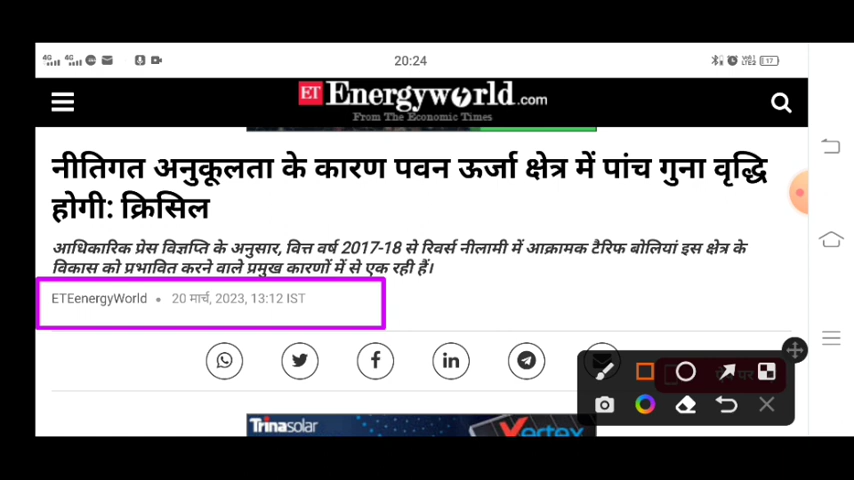 20:24
ET Energyworld.com
From The Economic Times
नीतिगत अनुकूलता के कारण पवन ऊर्जा क्षेत्र में पांच गुना वृद्धि
होगी: क्रिसिल
आधिकारिक प्रेस विज्ञप्ति के अनुसार, वित्त वर्ष 2017-18 से रिवर्स नीलामी में आक्रामक टैरिफ बोलियां इस क्षेत्र के
विकास को प्रभावित करने वाले प्रमुख कारणों में से एक रही हैं।
ETEenergyWorld • 20 मार्च, 2023, 13:12 IST
Trinasolar
Vertex